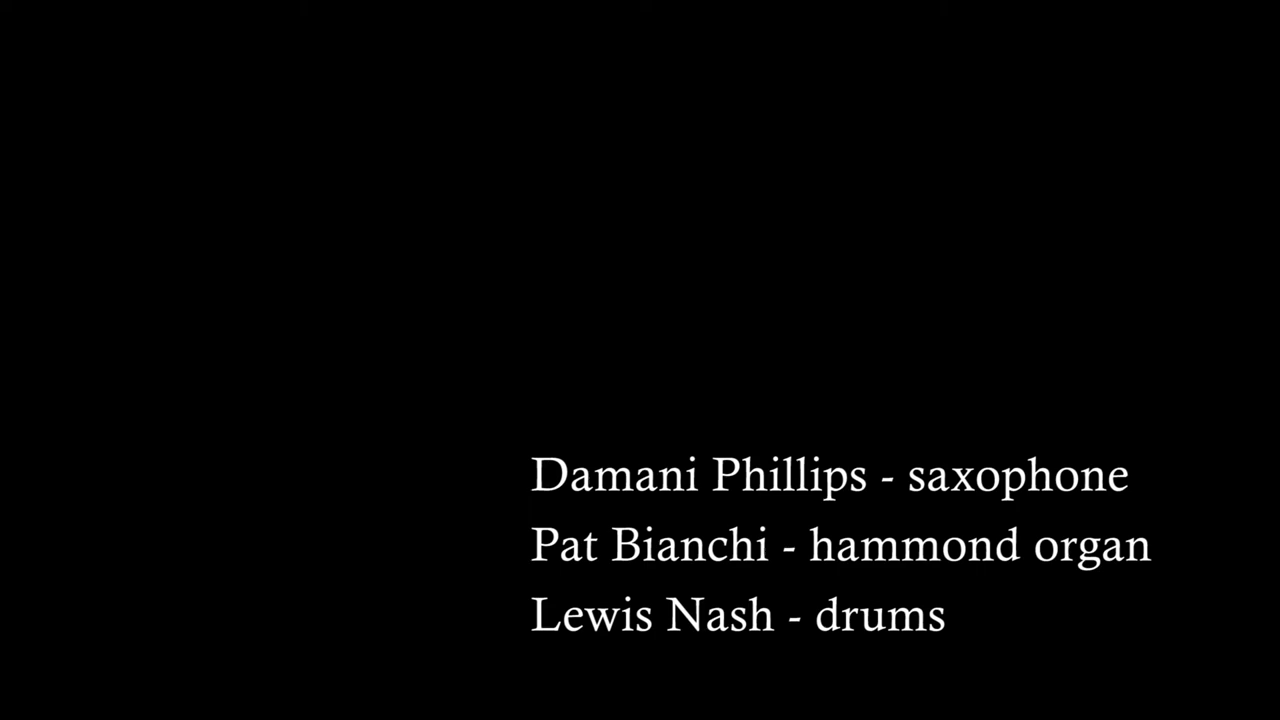 Damani Phillips - saxophone
Pat Bianchi - hammond organ
Lewis Nash - drums